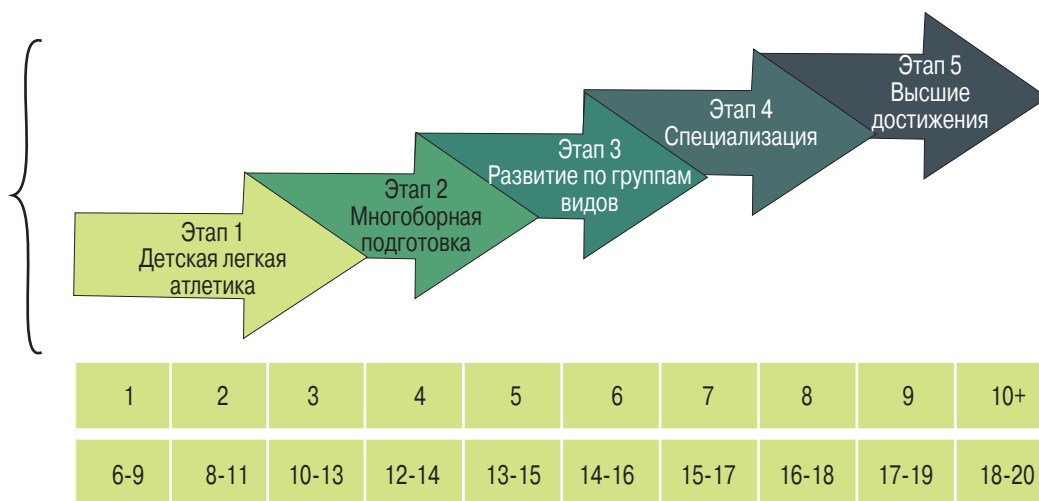 Этап 1
Детская легкая
атлетика
Этап 2
Многоборная
подготовка
Этап 3
Развитие по группам
видов
Этап 4
Специализация
Этап 5
Высшие
достижения
1 2 3 4 5 6 7 8 9 10+
6-9 8-11 10-13 12-14 13-15 14-16 15-17 16-18 17-19 18-20